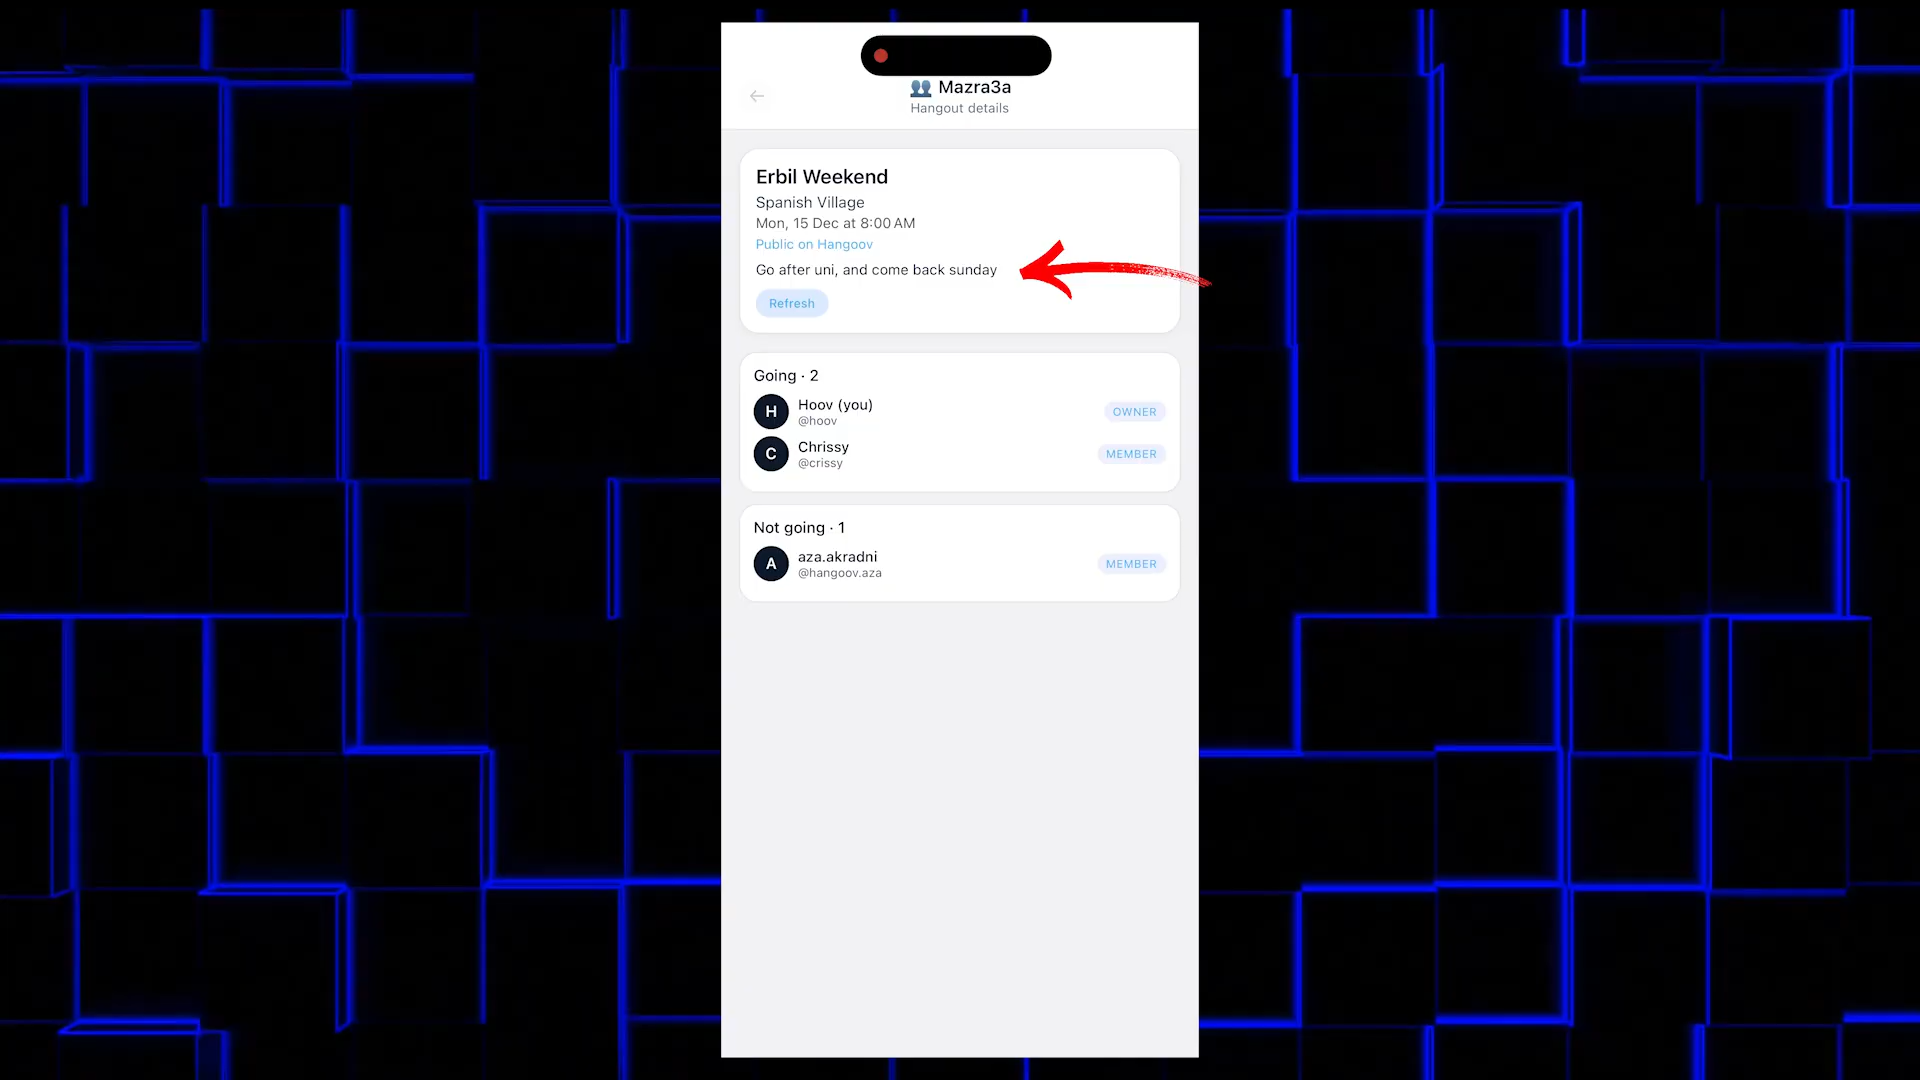 Mazra3a
Hangout details
Erbil Weekend
Spanish Village
Mon, 15 Dec at 8:00 AM
Public on Hangoov
Go after uni, and come back sunday
Refresh
Going · 2
H
Hoov (you)
@hoov
OWNER
C
Chrissy
@crissy
MEMBER
Not going · 1
A
aza.akradni
@hangoov.aza
MEMBER